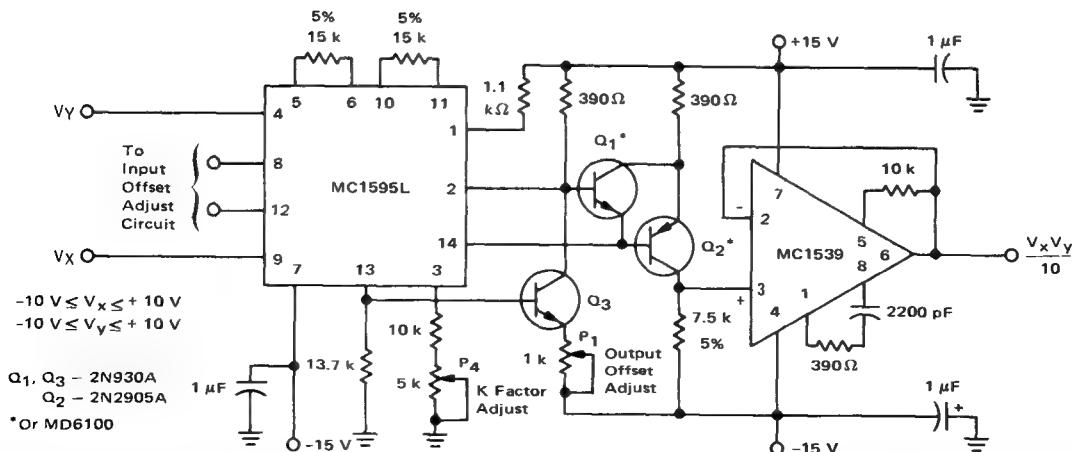 5%
15 k
5%
15 k
5
6
10
11
+15 V
1 µF
1.1
kΩ
390Ω
390Ω
VY
4
1
To
Input
Offset
Adjust
Circuit
8
12
MC1595L
2
14
Q1*
Q2*
7
10 k
-
2
5
6
MC1539
8
VxVy
10
VX
9
7
13
3
Q3
+
3
1
4
2200 pF
-10 V ≤ Vx ≤ + 10 V
-10 V ≤ Vy ≤ + 10 V
10 k
P1
7.5 k
5%
390Ω
13.7 k
P4
1 k
Output
Offset
Adjust
Q1, Q3 – 2N930A
Q2 – 2N2905A
*Or MD6100
1 µF
5 k
K Factor
Adjust
1 µF
+
-15 V
-15 V